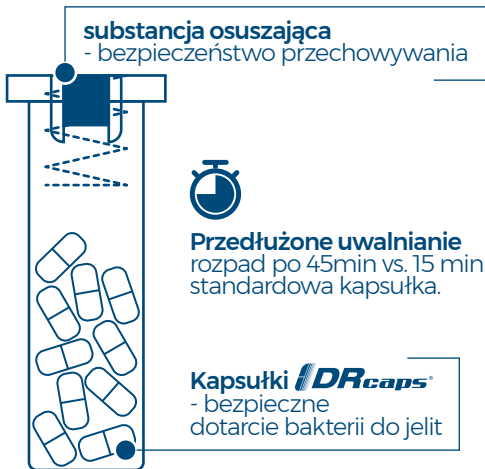 substancja osuszająca
- bezpieczeństwo przechowywania
Przedłużone uwalnianie
rozpad po 45min vs. 15 min
standardowa kapsułka.
Kapsułki DRcaps®
- bezpieczne
dotarcie bakterii do jelit